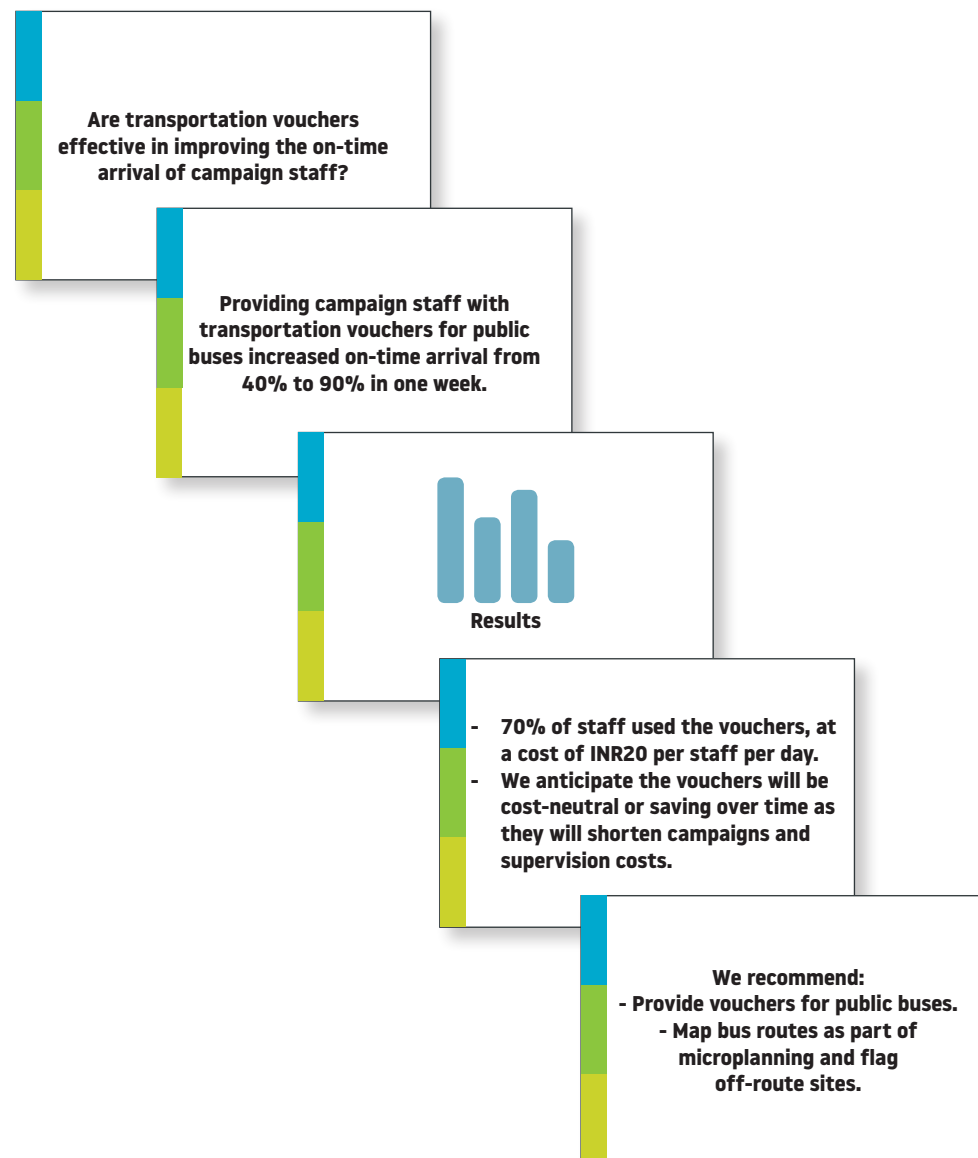 Are transportation vouchers
effective in improving the on-time
arrival of campaign staff?
Providing campaign staff with
transportation vouchers for public
buses increased on-time arrival from
40% to 90% in one week.
Results
- 70% of staff used the vouchers, at
a cost of INR20 per staff per day.
- We anticipate the vouchers will be
cost-neutral or saving over time as
they will shorten campaigns and
supervision costs.
We recommend:
- Provide vouchers for public buses.
- Map bus routes as part of
microplanning and flag
off-route sites.